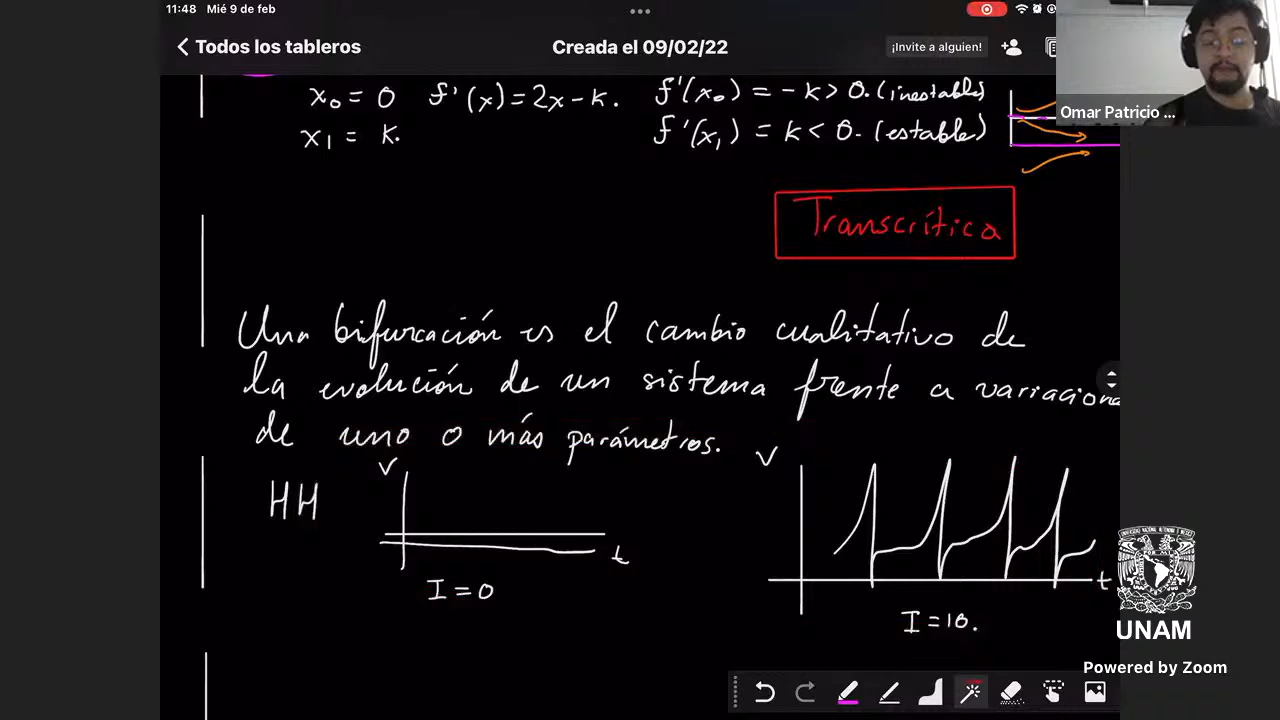 11:48 Mié 9 de feb
Todos los tableros
Creada el 09/02/22
¡Invite a alguien!
Omar Patricio ...
x₀ = 0 f'(x) = 2x - k. f'(x₀) = - k > 0. (inestable)
x₁ = k. f'(x₁) = k < 0. (estable)
Transcrítica
Una bifurcación es el cambio cualitativo de
la evolución de un sistema frente a variacione
de uno o más parámetros.
HH
V
t
I = 0
V
t
I = 10.
UNAM
Powered by Zoom